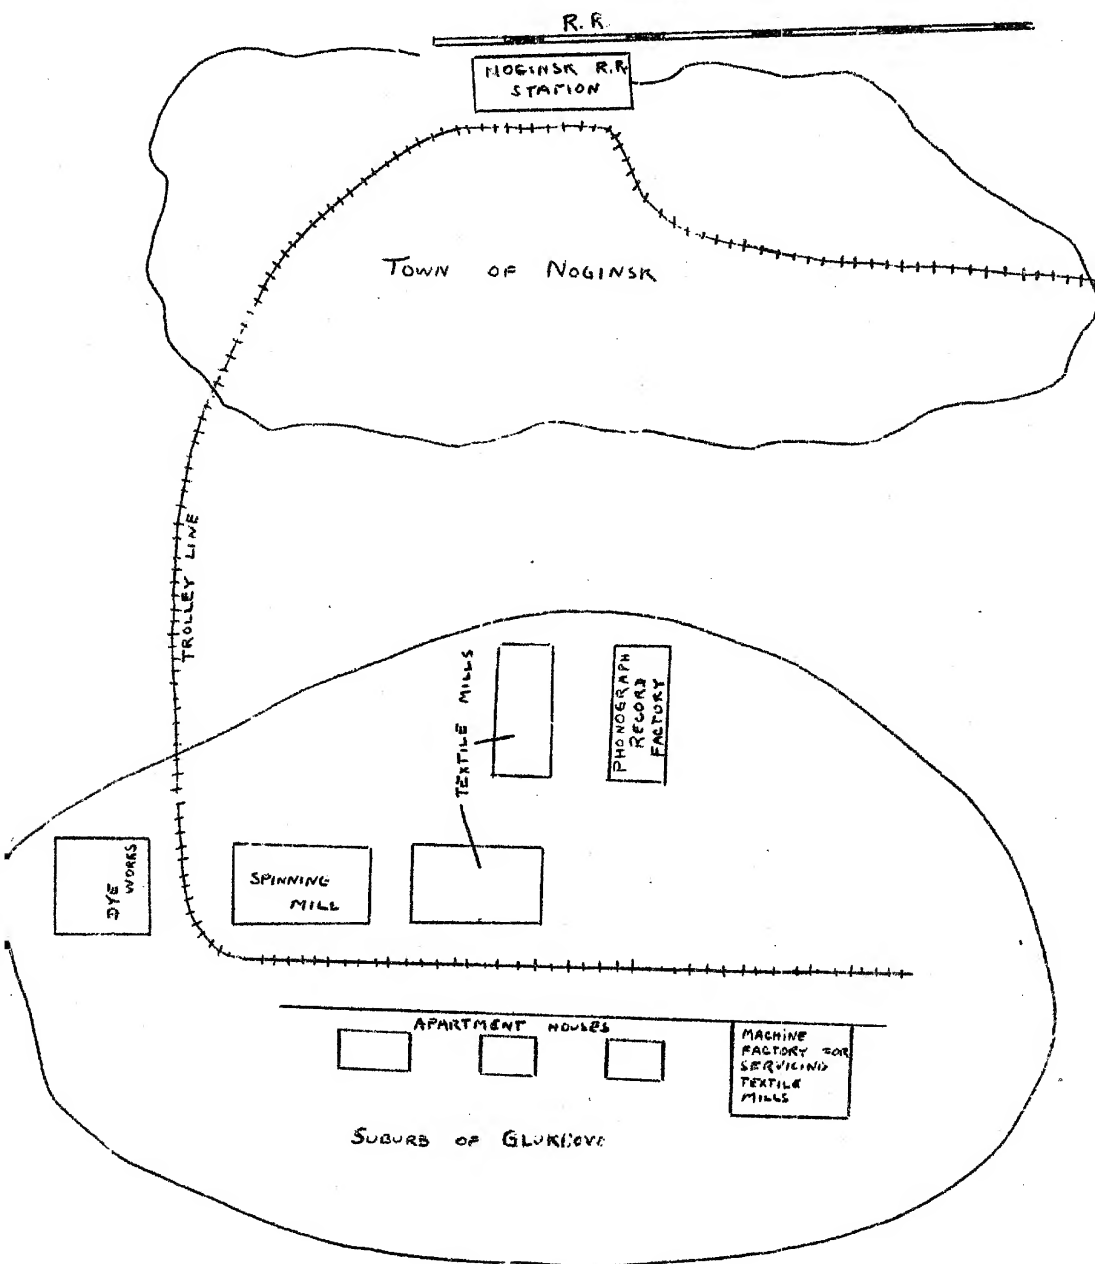 R.R.
NOGINSK R.R.
STATION
TOWN OF NOGINSK
TROLLEY LINE
TEXTILE MILLS
PHONOGRAPH
RECORD
FACTORY
DYE
WORKS
SPINNING
MILL
APARTMENT HOUSES
MACHINE
FACTORY FOR
SERVICING
TEXTILE
MILLS
SUBURB OF